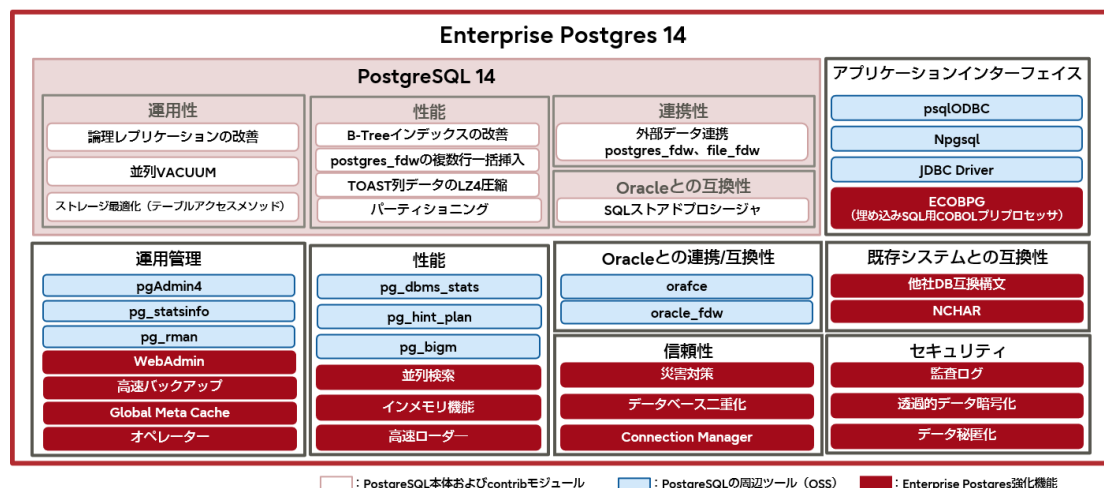 Enterprise Postgres 14
PostgreSQL 14
運用性
論理レプリケーションの改善
並列VACUUM
ストレージ最適化（テーブルアクセスメソッド）
性能
B-Treeインデックスの改善
postgres_fdwの複数行一括挿入
TOAST列データのLZ4圧縮
パーティショニング
連携性
外部データ連携
postgres_fdw、file_fdw
Oracleとの互換性
SQLストアドプロシージャ
アプリケーションインターフェイス
psqlODBC
Npgsql
JDBC Driver
ECOBPG
（埋め込みSQL用COBOLプリプロセッサ）
運用管理
pgAdmin4
pg_statsinfo
pg_rman
WebAdmin
高速バックアップ
Global Meta Cache
オペレーター
性能
pg_dbms_stats
pg_hint_plan
pg_bigm
並列検索
インメモリ機能
高速ローダー
Oracleとの連携/互換性
orafce
oracle_fdw
信頼性
災害対策
データベース二重化
Connection Manager
既存システムとの互換性
他社DB互換構文
NCHAR
セキュリティ
監査ログ
透過的データ暗号化
データ秘匿化
：PostgreSQL本体およびcontribモジュール
：PostgreSQLの周辺ツール（OSS）
：Enterprise Postgres強化機能